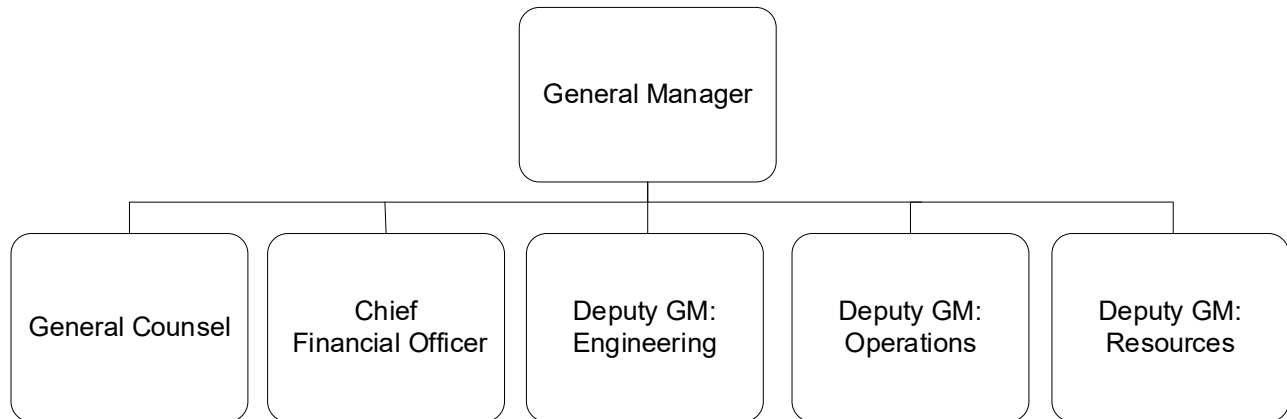 General Manager
General Counsel
Chief
Financial Officer
Deputy GM:
Engineering
Deputy GM:
Operations
Deputy GM:
Resources